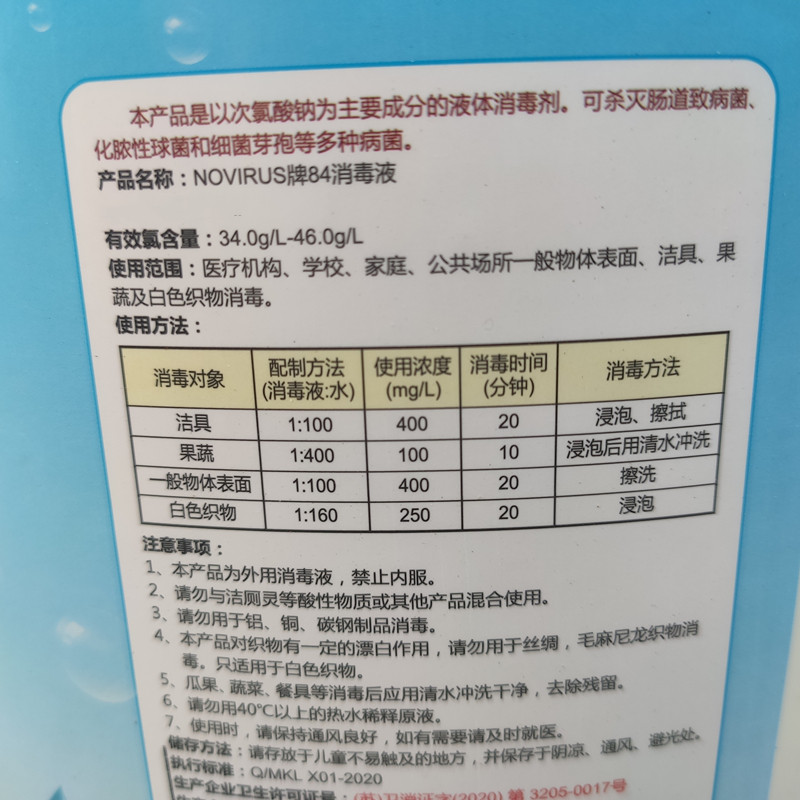 本产品是以次氯酸钠为主要成分的液体消毒剂。可杀灭肠道致病菌、
化脓性球菌和细菌芽孢等多种病菌。
产品名称：NOVIRUS牌84消毒液
有效氯含量：34.0g/L-46.0g/L
使用范围：医疗机构、学校、家庭、公共场所一般物体表面、洁具、果
蔬及白色织物消毒。
使用方法：
消毒对象 配制方法 使用浓度 消毒时间 消毒方法
(消毒液:水) (mg/L) (分钟)
洁具 1:100 400 20 浸泡、擦拭
果蔬 1:400 100 10 浸泡后用清水冲洗
一般物体表面 1:100 400 20 擦洗
白色织物 1:160 250 20 浸泡
注意事项：
1、本产品为外用消毒液，禁止内服。
2、请勿与洁厕灵等酸性物质或其他产品混合使用。
3、请勿用于铝、铜、碳钢制品消毒。
4、本产品对织物有一定的漂白作用，请勿用于丝绸，毛麻尼龙织物消
毒。只适用于白色织物。
5、瓜果、蔬菜、餐具等消毒后应用清水冲洗干净，去除残留。
6、请勿用40℃以上的热水稀释原液。
7、使用时，请保持通风良好，如有需要请及时就医。
储存方法：请存放于儿童不易触及的地方，并保存于阴凉、通风、避光处。
执行标准：Q/MKL X01-2020
生产企业卫生许可证号：(苏)卫消证字(2020) 第 3205-0017号